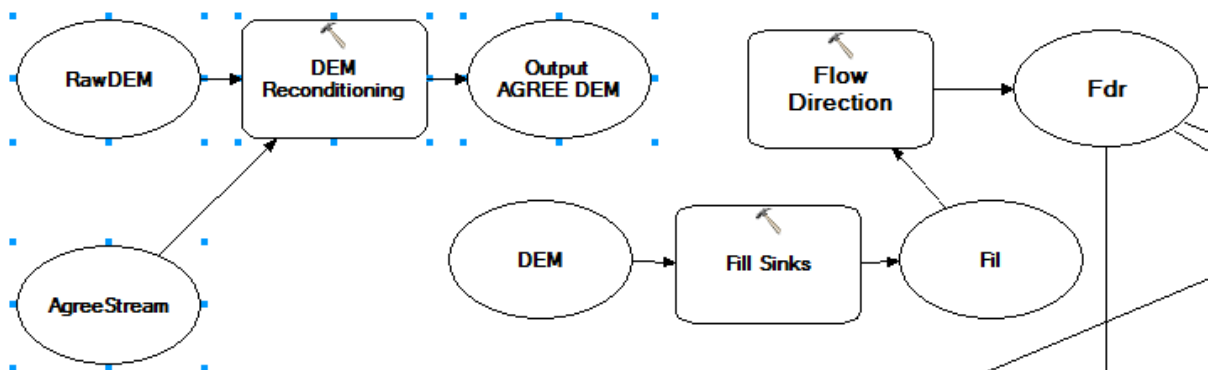 RawDEM
DEM
Reconditioning
Output
AGREE DEM
Flow
Direction
Fdr
AgreeStream
DEM
Fill Sinks
Fil